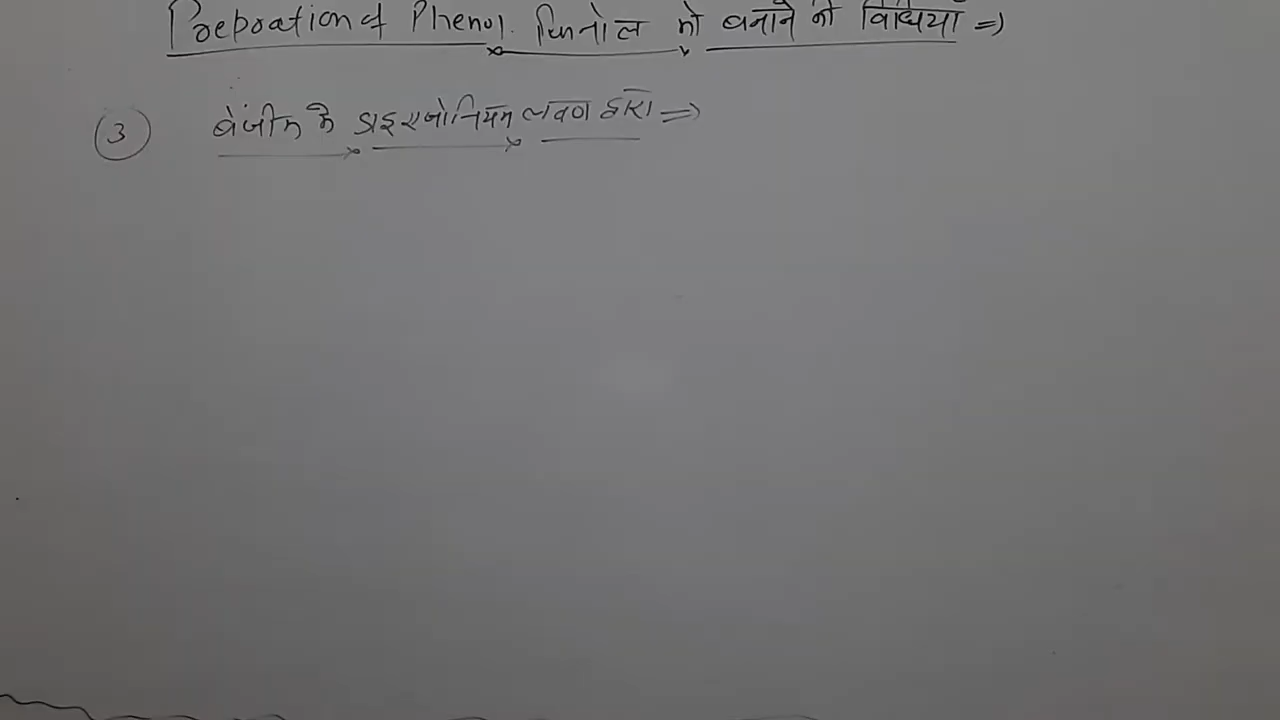 Preparation of Phenol. फिनोल को बनाने की विधियां ⇒
(3) बेंजीन के डाइएजोनियम लवण द्वारा ⇒